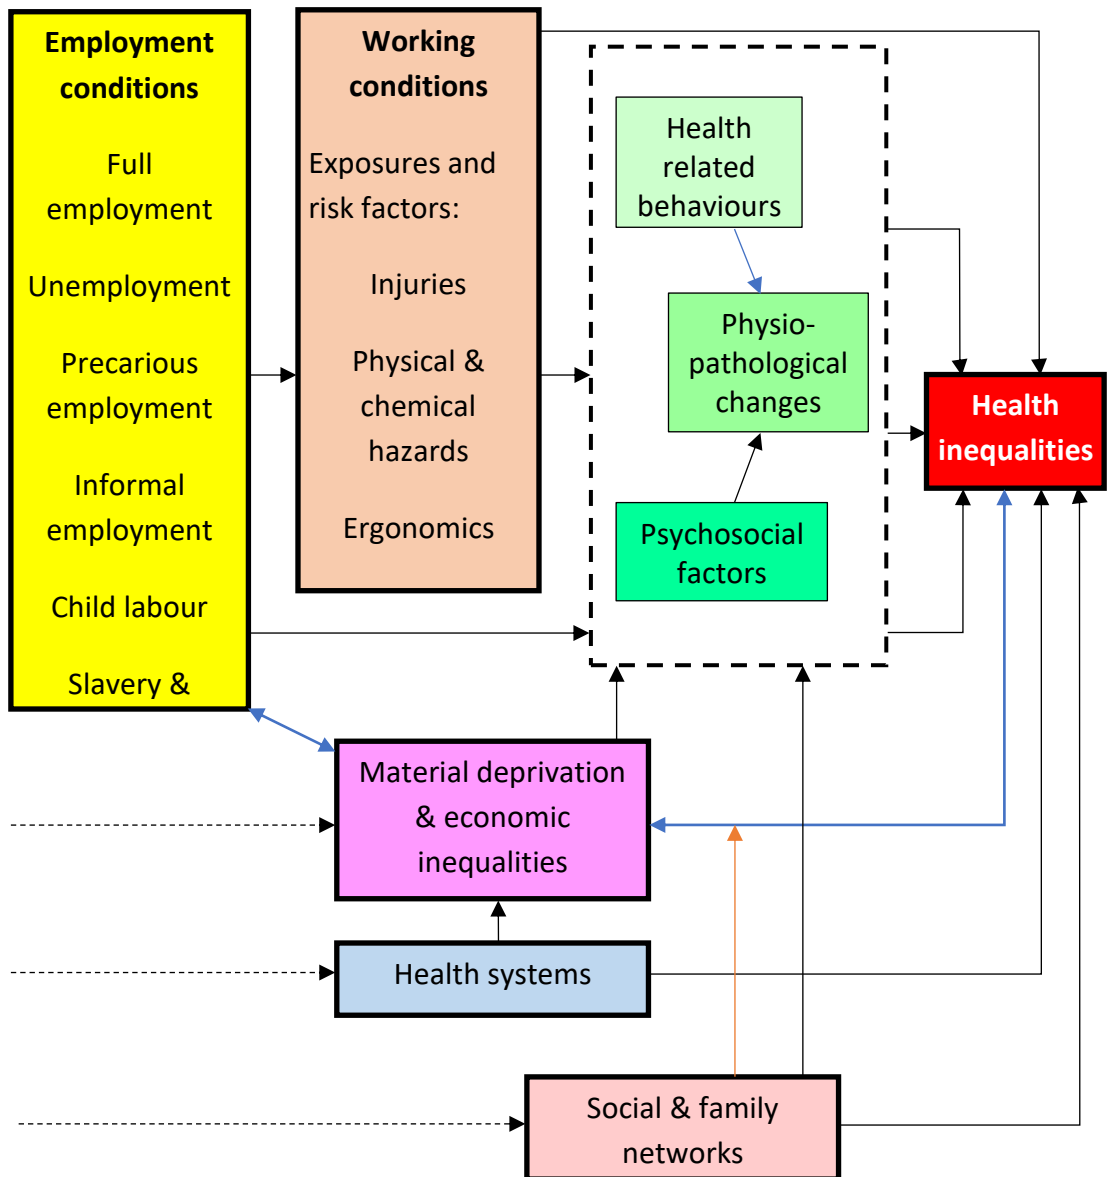 Employment
conditions
Full
employment
Unemployment
Precarious
employment
Informal
employment
Child labour
Slavery &
Working
conditions
Exposures and
risk factors:
Injuries
Physical &
chemical
hazards
Ergonomics
Health
related
behaviours
Physio-
pathological
changes
Psychosocial
factors
Health
inequalities
Material deprivation
& economic
inequalities
Health systems
Social & family
networks